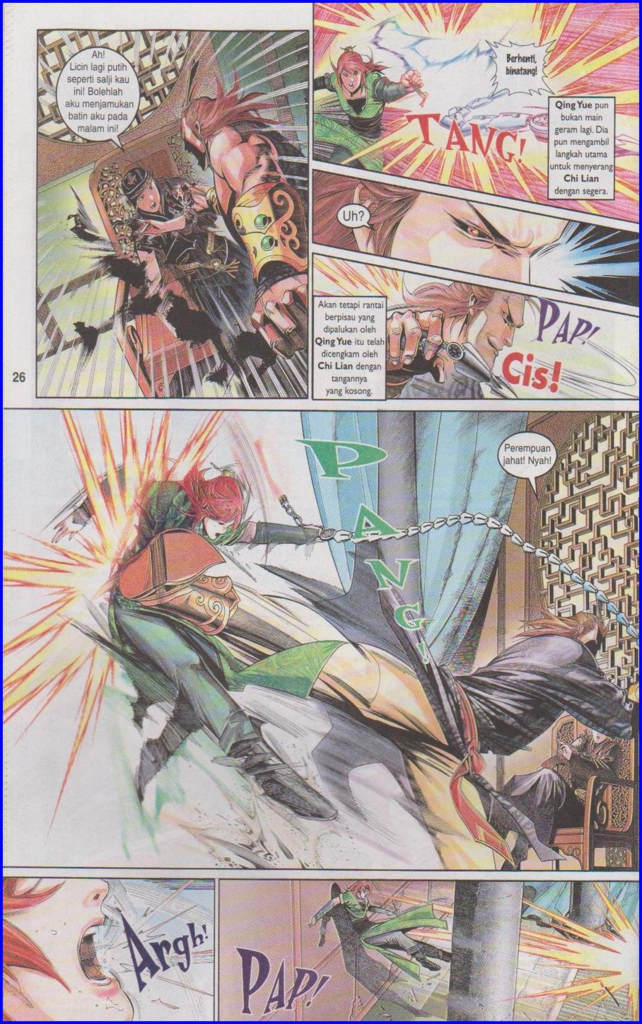 Ah!
Licin lagi putih
seperti salji kau
ini! Bolehlah
aku menjamukan
batin aku pada
malam ini!
Berhenti,
binatang!
TANG!
Qing Yue pun
bukan main
geram lagi. Dia
pun mengambil
langkah utama
untuk menyerang
Chi Lian
dengan segera.
Uh?
Akan tetapi rantai
berpisau yang
dipalukan oleh
Qing Yue itu telah
dicengkam oleh
Chi Lian dengan
tangannya
yang kosong.
PAP!
Cis!
26
PANG!
Perempuan
jahat! Nyah!
Argh!
PAP!